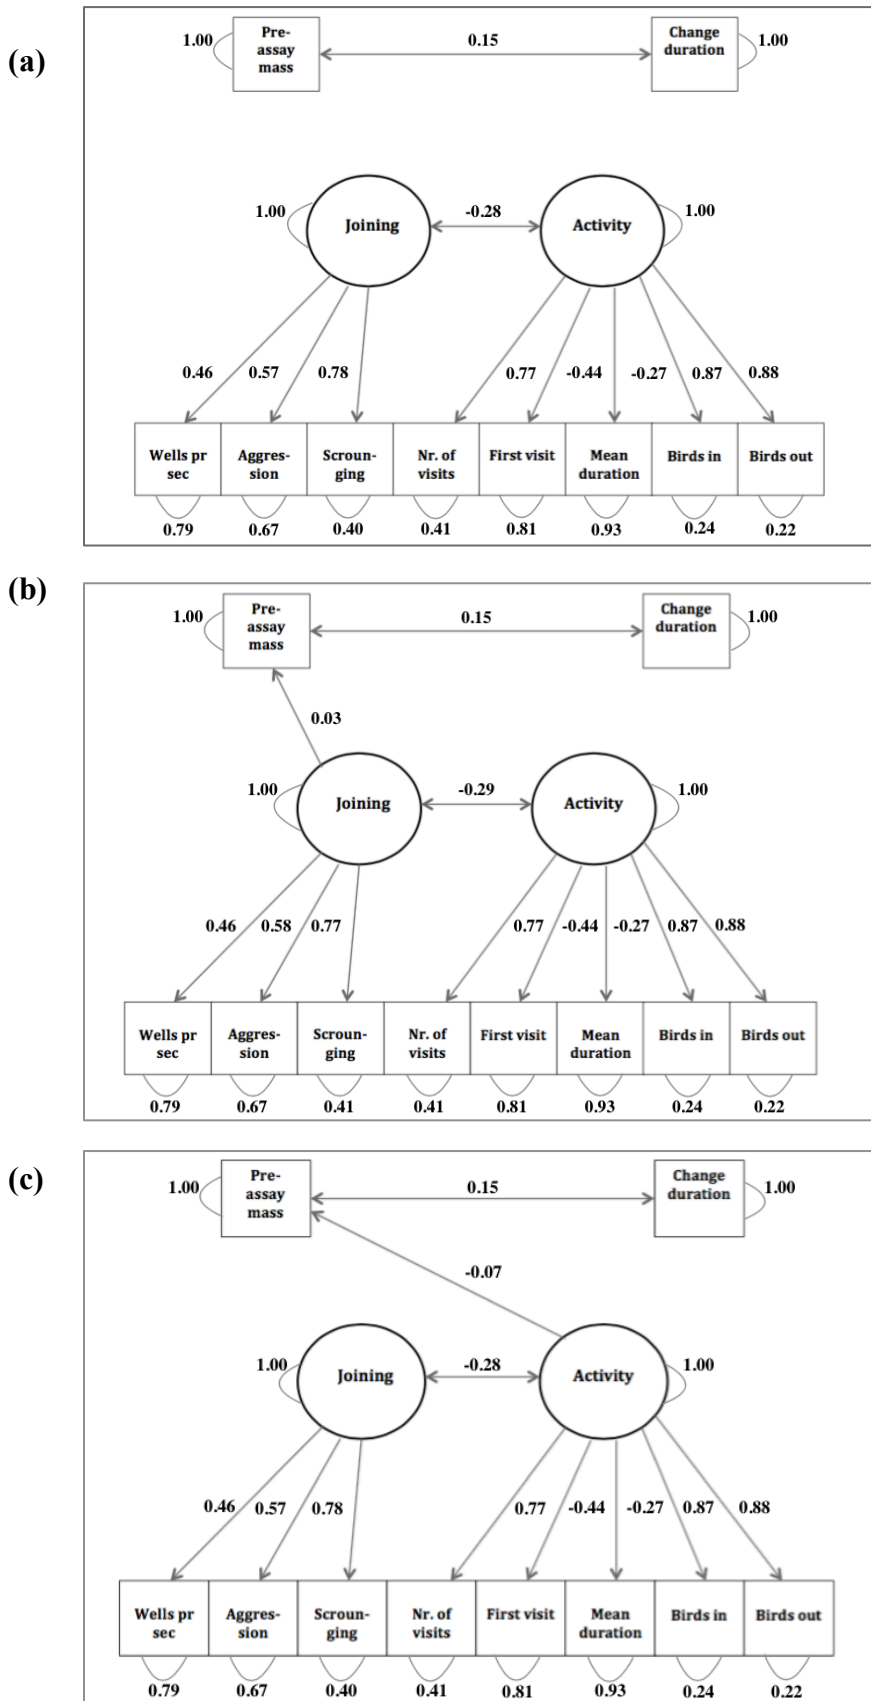 (a)
Pre-
assay
mass
Change
duration
1.00
0.15
1.00
Joining
Activity
1.00
-0.28
1.00
0.46
0.57
0.78
0.77
-0.44
-0.27
0.87
0.88
Wells pr
sec
Aggres-
sion
Scroun-
ging
Nr. of
visits
First visit
Mean
duration
Birds in
Birds out
0.79
0.67
0.40
0.41
0.81
0.93
0.24
0.22
(b)
Pre-
assay
mass
Change
duration
1.00
0.15
1.00
0.03
Joining
Activity
1.00
-0.29
1.00
0.46
0.58
0.77
0.77
-0.44
-0.27
0.87
0.88
Wells pr
sec
Aggres-
sion
Scroun-
ging
Nr. of
visits
First visit
Mean
duration
Birds in
Birds out
0.79
0.67
0.41
0.41
0.81
0.93
0.24
0.22
(c)
Pre-
assay
mass
Change
duration
1.00
0.15
1.00
-0.07
Joining
Activity
1.00
-0.28
1.00
0.46
0.57
0.78
0.77
-0.44
-0.27
0.87
0.88
Wells pr
sec
Aggres-
sion
Scroun-
ging
Nr. of
visits
First visit
Mean
duration
Birds in
Birds out
0.79
0.67
0.40
0.41
0.81
0.93
0.24
0.22